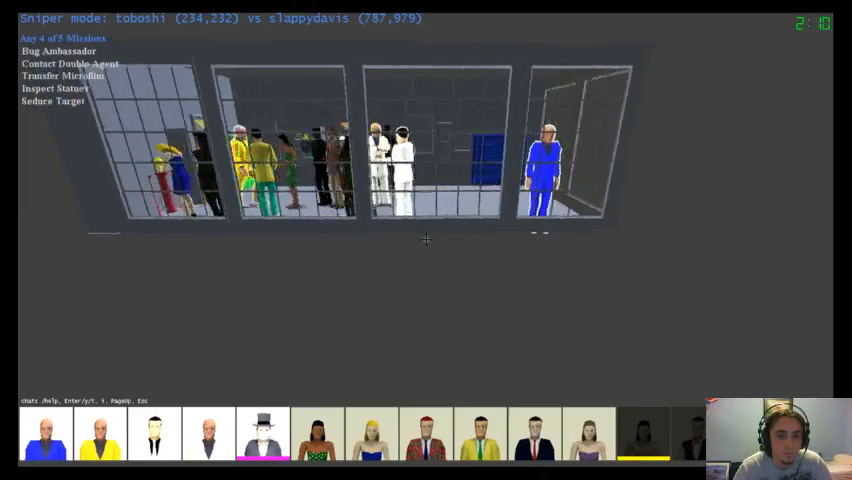 Sniper mode: toboshi (234,232) vs slappydavis (787,979)
2:10
Any 4 of 5 Missions
Bug Ambassador
Contact Double Agent
Transfer Microfilm
Inspect Statues
Seduce Target
chat: /help, Enter/y/t, i, PageUp, Esc